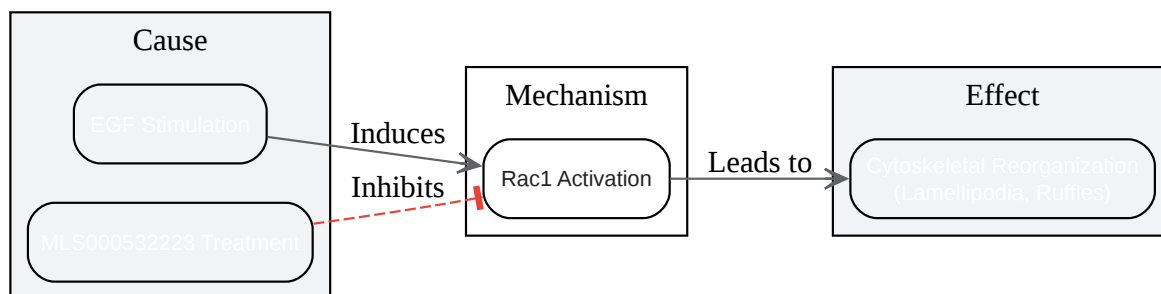 Cause
EGF Stimulation
MLS000532223 Treatment
Induces
Inhibits
Mechanism
Rac1 Activation
Leads to
Effect
Cytoskeletal Reorganization
(Lamellipodia, Ruffles)